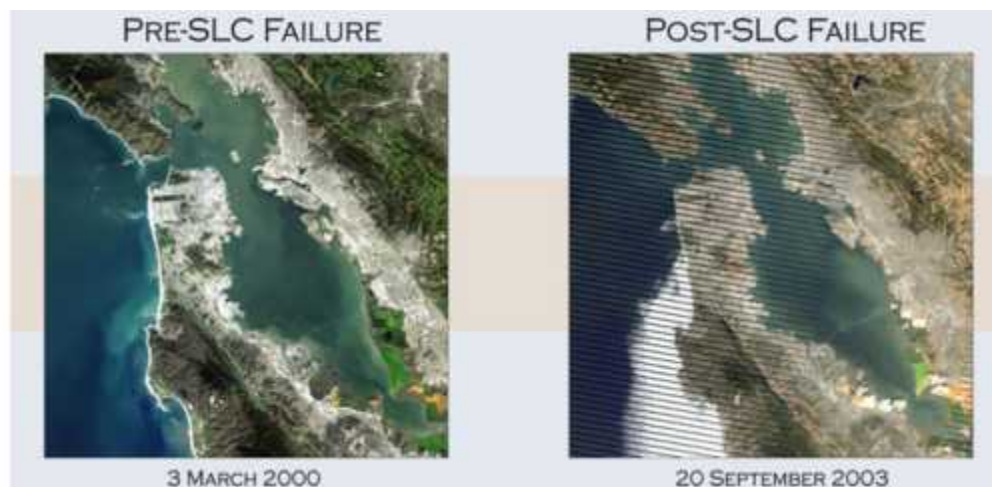 PRE-SLC FAILURE
POST-SLC FAILURE
3 MARCH 2000
20 SEPTEMBER 2003